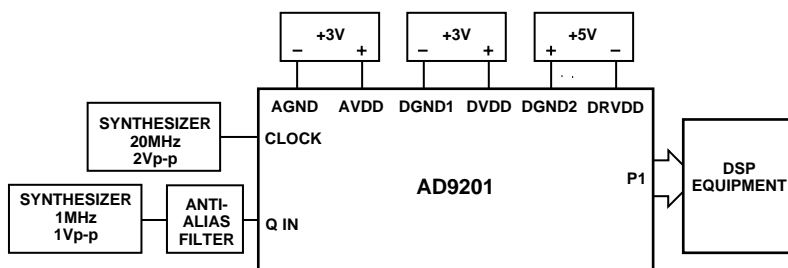 +3V
− +
+3V
− +
+5V
+ −
AGND AVDD DGND1 DVDD DGND2 DRVDD
SYNTHESIZER
20MHz
2Vp-p
CLOCK
SYNTHESIZER
1MHz
1Vp-p
ANTI-
ALIAS
FILTER
Q IN
AD9201
P1
DSP
EQUIPMENT